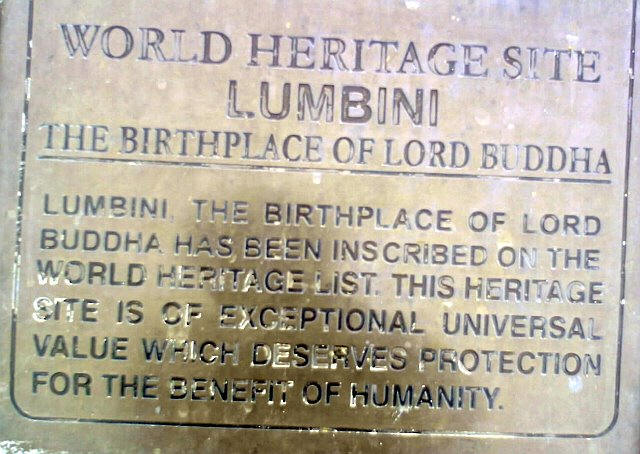 WORLD HERITAGE SITE
LUMBINI
THE BIRTHPLACE OF LORD BUDDHA
LUMBINI, THE BIRTHPLACE OF LORD
BUDDHA HAS BEEN INSCRIBED ON THE
WORLD HERITAGE LIST. THIS HERITAGE
SITE IS OF EXCEPTIONAL UNIVERSAL
VALUE WHICH DESERVES PROTECTION
FOR THE BENEFIT OF HUMANITY.